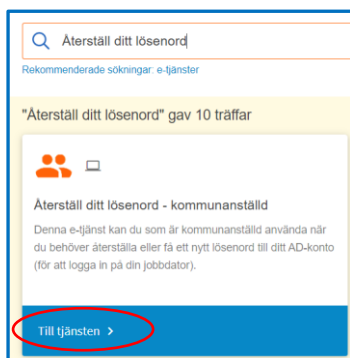 Återställ ditt lösenord
Rekommenderade sökningar: e-tjänster
"Återställ ditt lösenord" gav 10 träffar
Återställ ditt lösenord - kommunanställd
Denna e-tjänst kan du som är kommunanställd använda när
du behöver återställa eller få ett nytt lösenord till ditt AD-konto
(för att logga in på din jobbdator).
Till tjänsten >